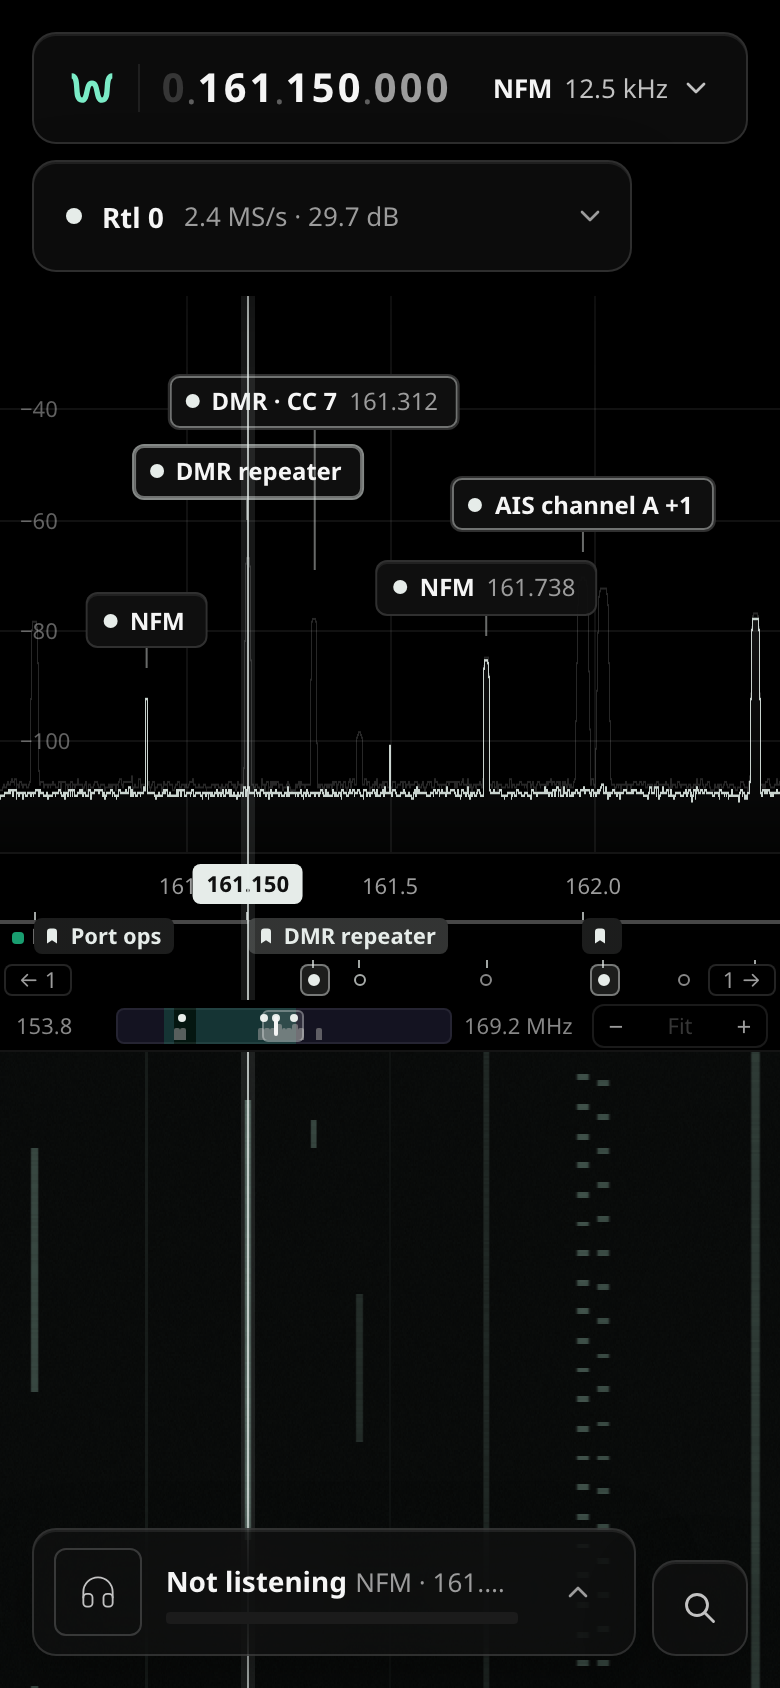 0.161.150.000 NFM 12.5 kHz
Rtl 0 2.4 MS/s · 29.7 dB
−40
DMR · CC 7 161.312
DMR repeater
AIS channel A +1
−60
NFM 161.738
NFM
−80
−100
161.150 161.5 162.0
Port ops DMR repeater
← 1 1 →
153.8 169.2 MHz − Fit +
Not listening NFM · 161....